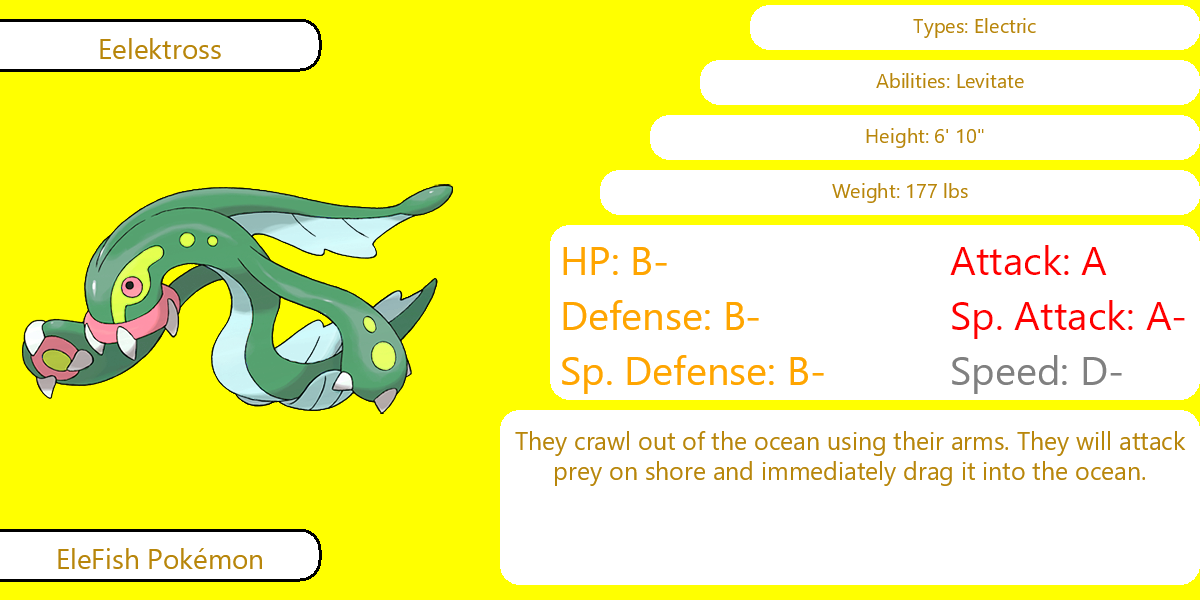 Eelektross
Types: Electric
Abilities: Levitate
Height: 6' 10"
Weight: 177 lbs
HP: B-
Attack: A
Defense: B-
Sp. Attack: A-
Sp. Defense: B-
Speed: D-
They crawl out of the ocean using their arms. They will attack
prey on shore and immediately drag it into the ocean.
EleFish Pokémon